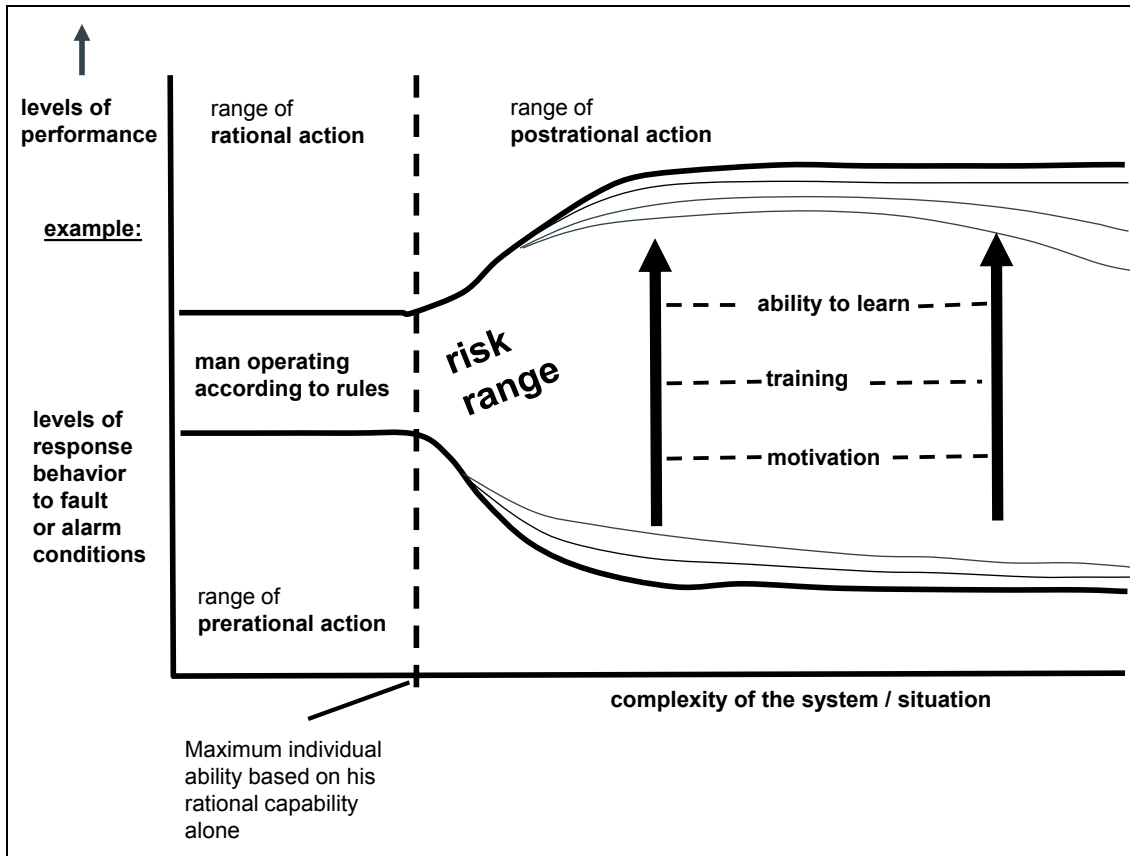 levels of
performance
range of
rational action
range of
postrational action
example:
man operating
according to rules
risk
range
ability to learn
training
motivation
levels of
response
behavior
to fault
or alarm
conditions
range of
prerational action
complexity of the system / situation
Maximum individual
ability based on his
rational capability
alone